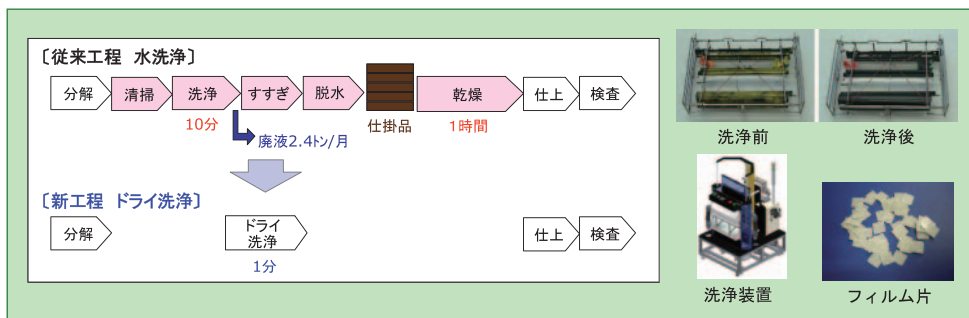 〔従来工程 水洗浄〕
分解
清掃
洗浄
すすぎ
脱水
仕掛品
乾燥
仕上
検査
10分
1時間
廃液2.4トン/月
〔新工程 ドライ洗浄〕
分解
ドライ
洗浄
仕上
検査
1分
洗浄前
洗浄後
洗浄装置
フィルム片